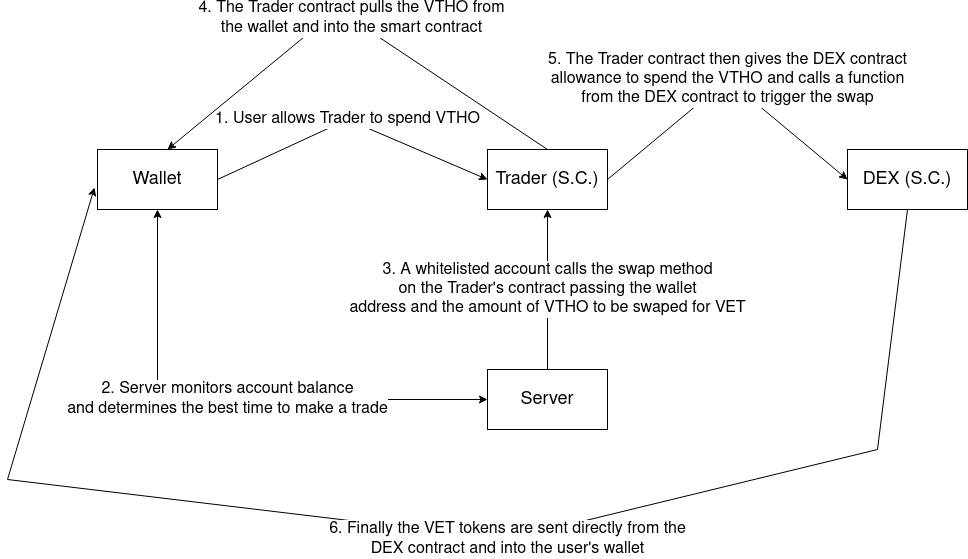 4. The Trader contract pulls the VTHO from
the wallet and into the smart contract
5. The Trader contract then gives the DEX contract
allowance to spend the VTHO and calls a function
from the DEX contract to trigger the swap
1. User allows Trader to spend VTHO
Wallet
Trader (S.C.)
DEX (S.C.)
3. A whitelisted account calls the swap method
on the Trader's contract passing the wallet
address and the amount of VTHO to be swaped for VET
2. Server monitors account balance
and determines the best time to make a trade
Server
6. Finally the VET tokens are sent directly from the
DEX contract and into the user's wallet